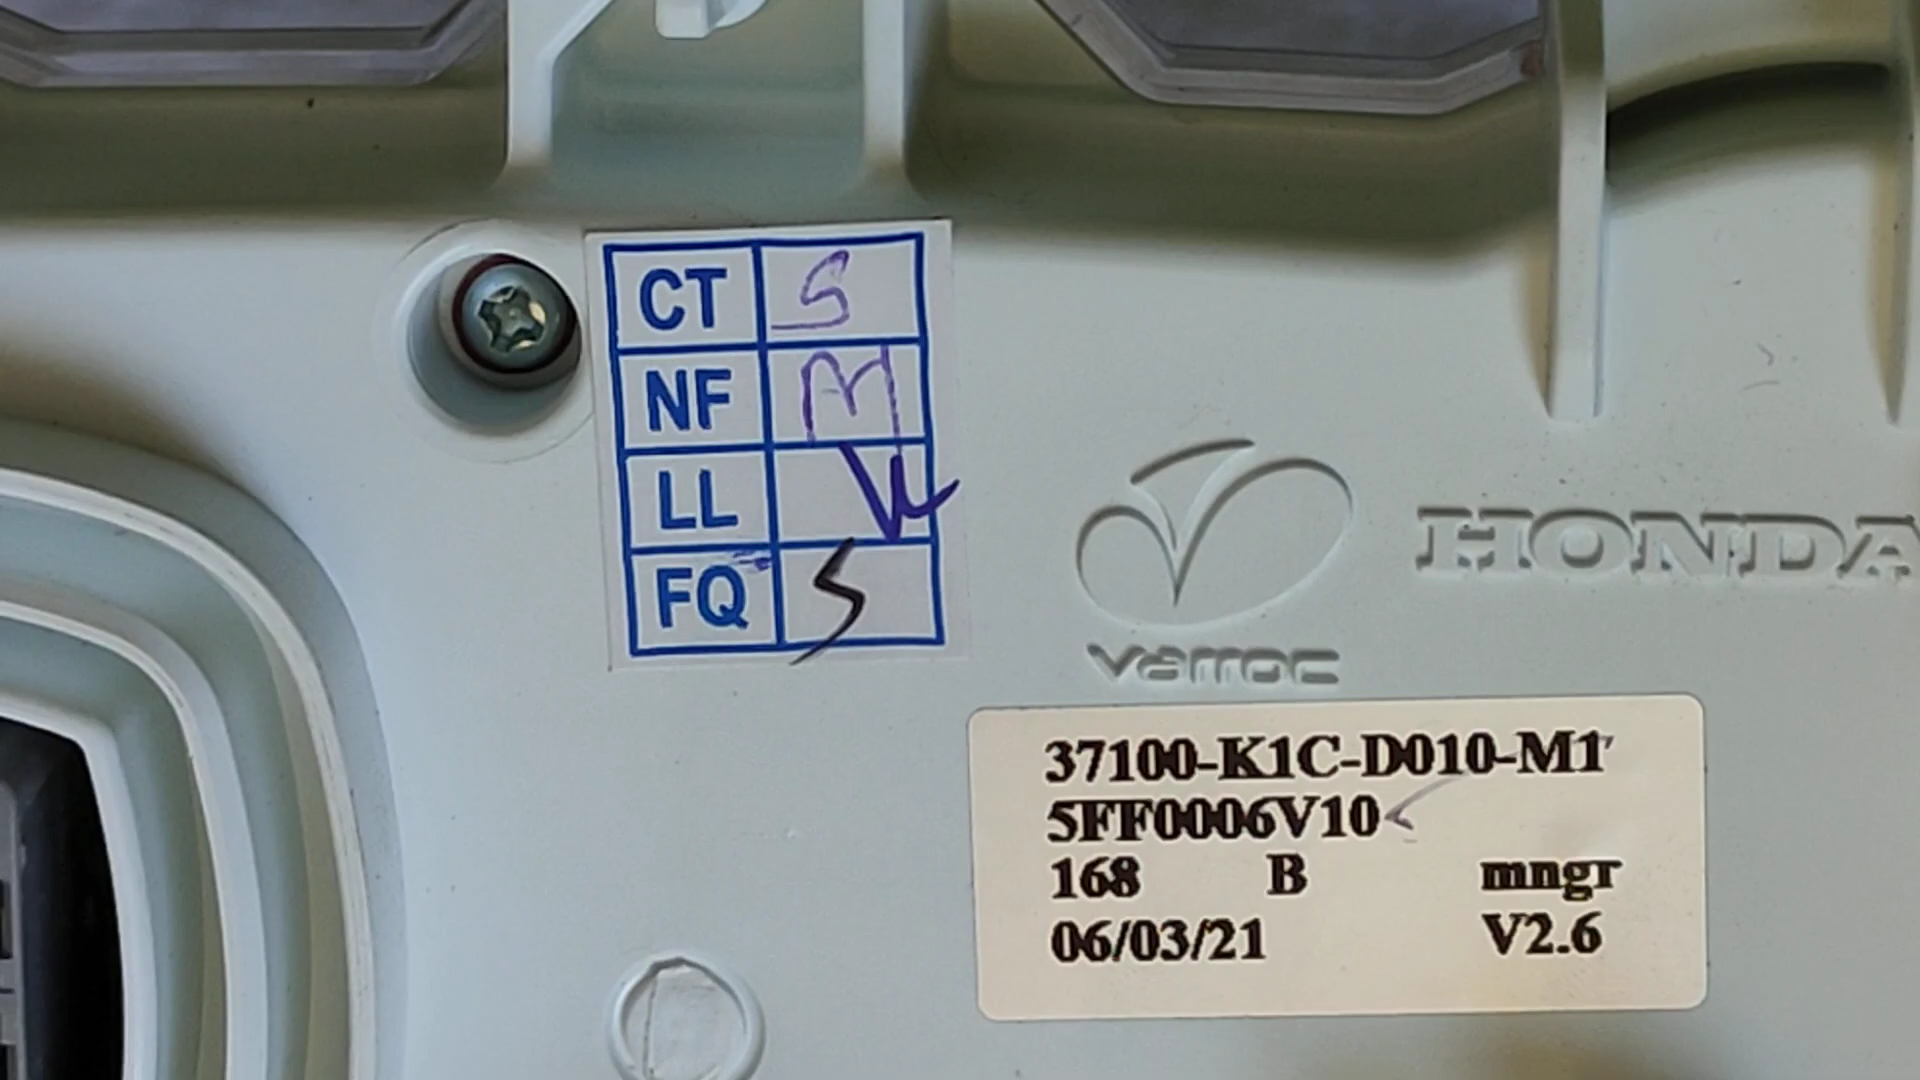 CT S
NF M
LL
FQ S
HONDA
varroc
37100-K1C-D010-M1
5FF0006V10
168 B mngr
06/03/21 V2.6